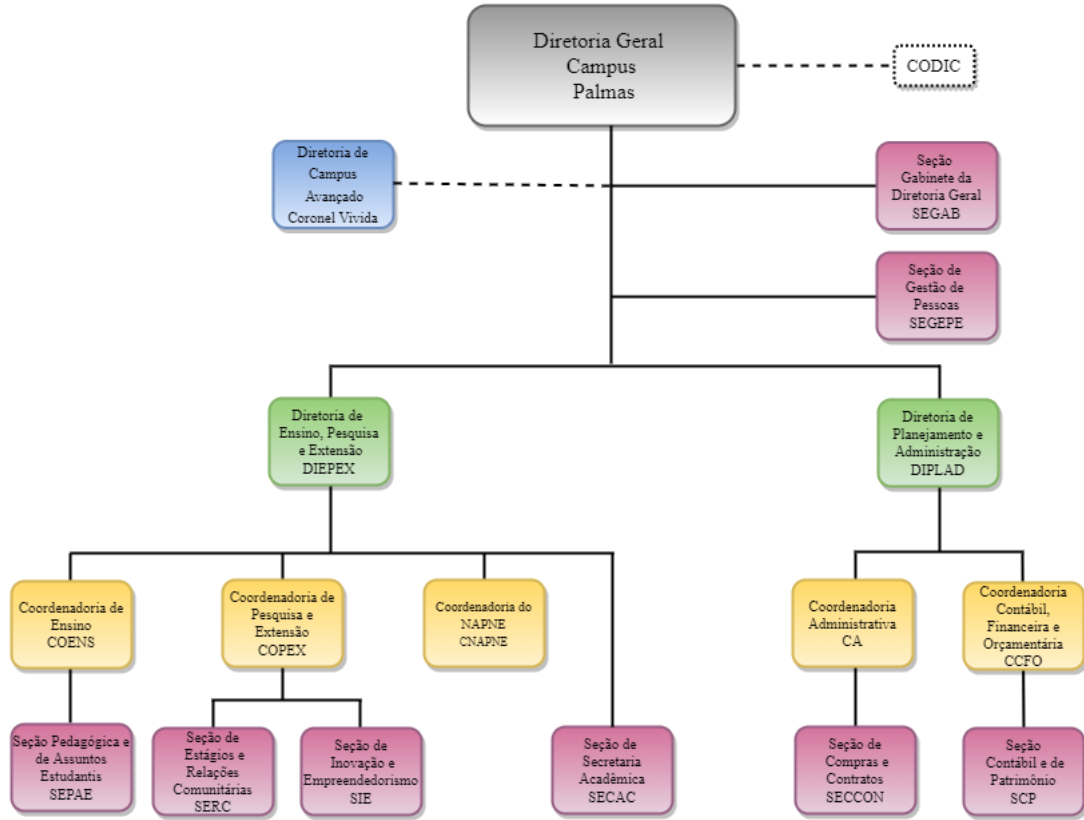 Diretoria Geral
Campus
Palmas
CODIC
Diretoria de
Campus
Avançado
Coronel Vivida
Seção
Gabinete da
Diretoria Geral
SEGAB
Seção de
Gestão de
Pessoas
SEGEPE
Diretoria de
Ensino, Pesquisa
e Extensão
DIEPEX
Diretoria de
Planejamento e
Administração
DIPLAD
Coordenadoria de
Ensino
COENS
Coordenadoria de
Pesquisa e
Extensão
COPEX
Coordenadoria do
NAPNE
CNAPNE
Coordenadoria
Administrativa
CA
Coordenadoria
Contábil,
Financeira e
Orçamentária
CCFO
Seção Pedagógica e
de Assuntos
Estudantis
SEPAE
Seção de
Estágios e
Relações
Comunitárias
SERC
Seção de
Inovação e
Empreendedorismo
SIE
Seção de
Secretaria
Acadêmica
SECAC
Seção de
Compras e
Contratos
SECCON
Seção
Contábil e de
Patrimônio
SCP